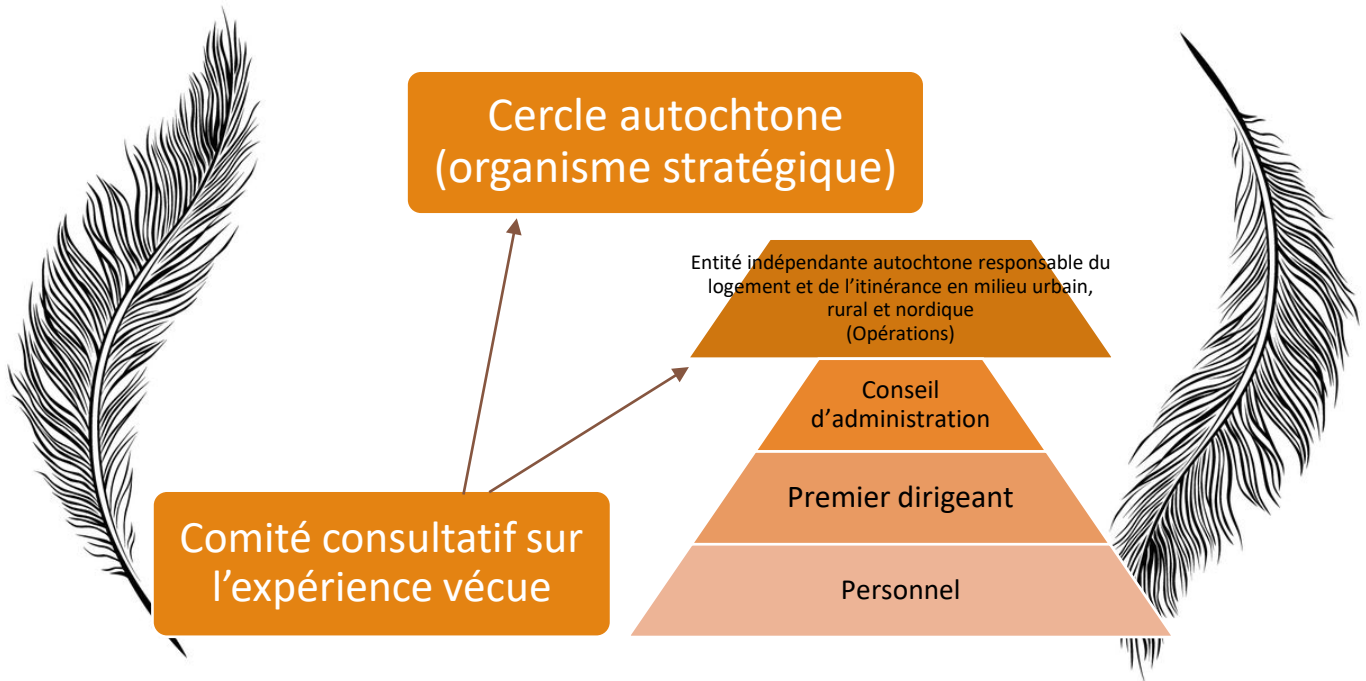 Cercle autochtone
(organisme stratégique)
Entité indépendante autochtone responsable du
logement et de l’itinérance en milieu urbain,
rural et nordique
(Opérations)
Conseil
d’administration
Premier dirigeant
Personnel
Comité consultatif sur
l’expérience vécue